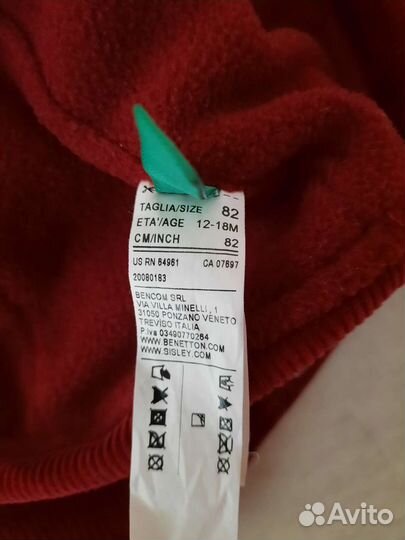 TAGLIA/SIZE 82
ETA'/AGE 12-18M
CM/INCH 82
US RN 64961 CA 07697
20080183
BENCOM SRL
VIA VILLA MINELLI, 1
31050 PONZANO VENETO
TREVISO ITALIA
P.Iva 03490770264
WWW.BENETTON.COM
WWW.SISLEY.COM
Avito